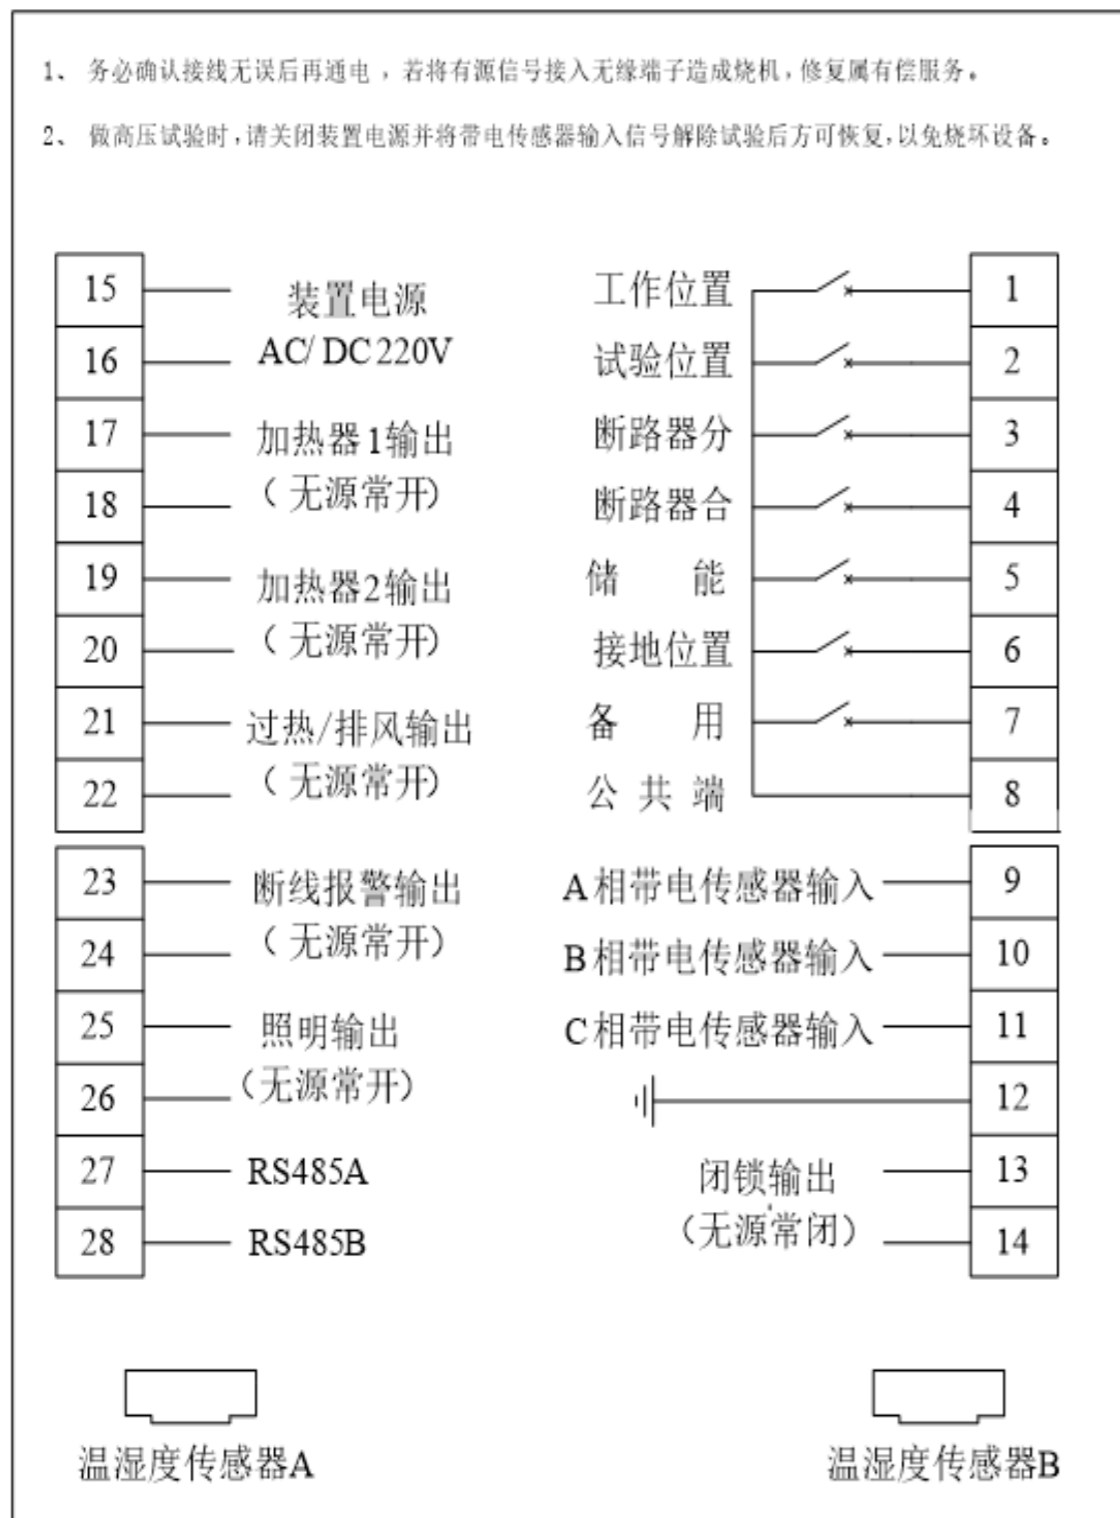 1、 务必确认接线无误后再通电，若将有源信号接入无缘端子造成烧机，修复属有偿服务。
2、 做高压试验时，请关闭装置电源并将带电传感器输入信号解除试验后方可恢复，以免烧坏设备。
15
装置电源
16
AC/ DC 220V
17
加热器1输出
18
（ 无源常开）
19
加热器2输出
20
（ 无源常开）
21
过热/排风输出
22
（ 无源常开）
23
断线报警输出
24
（ 无源常开）
25
照明输出
26
（无源常开）
27
RS485A
28
RS485B
工作位置
1
试验位置
2
断路器分
3
断路器合
4
储 能
5
接地位置
6
备 用
7
公 共 端
8
A相带电传感器输入
9
B相带电传感器输入
10
C相带电传感器输入
11
12
闭锁输出
13
（无源常闭）
14
温湿度传感器A
温湿度传感器B